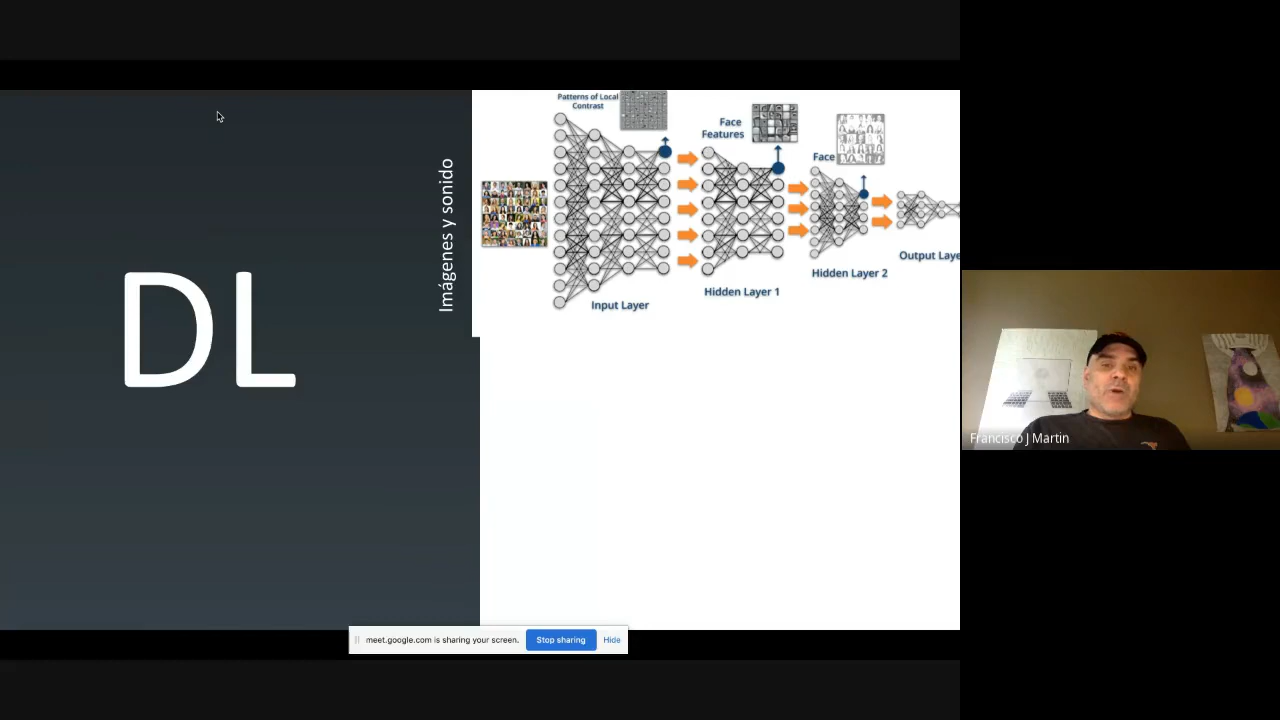 DL
Imágenes y sonido
Patterns of Local
Contrast
Face
Features
Face
Input Layer
Hidden Layer 1
Hidden Layer 2
Output Laye
Francisco J Martin
meet.google.com is sharing your screen.
Stop sharing
Hide